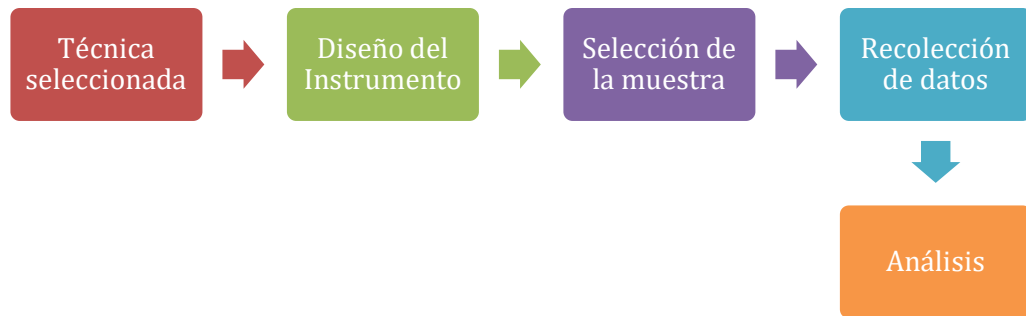 Técnica
seleccionada
Diseño del
Instrumento
Selección de
la muestra
Recolección
de datos
Análisis